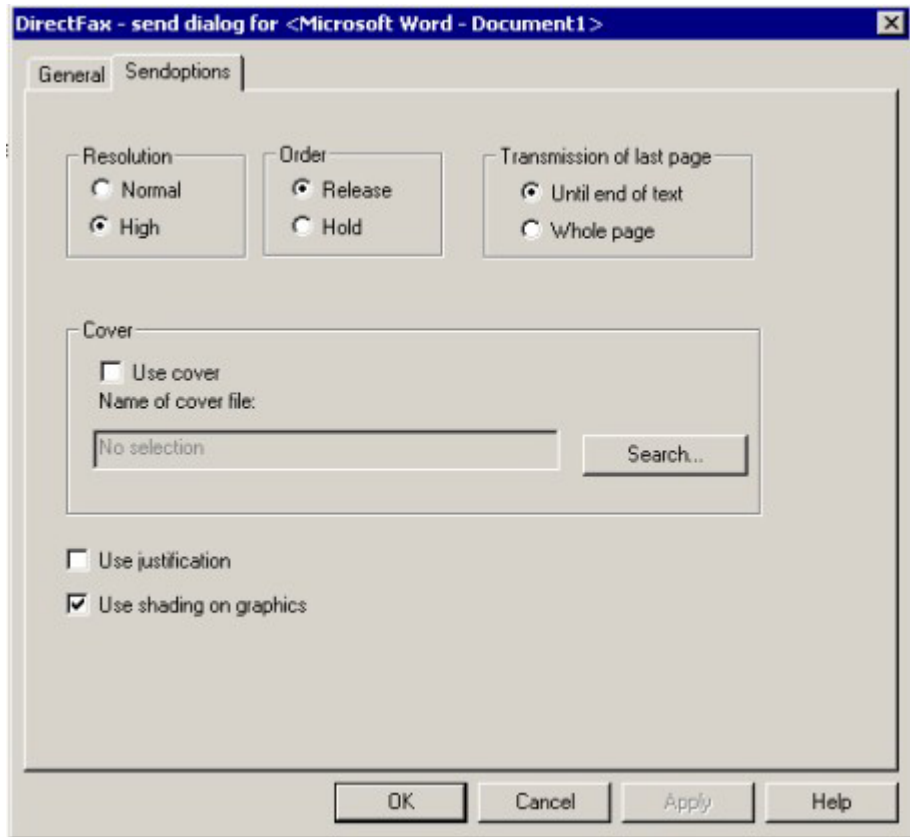 DirectFax - send dialog for <Microsoft Word - Document1>
General Sendoptions
Resolution Order Transmission of last page
Normal Release Until end of text
High Hold Whole page
Cover
Use cover
Name of cover file:
No selection Search...
Use justification
Use shading on graphics
OK Cancel Apply Help